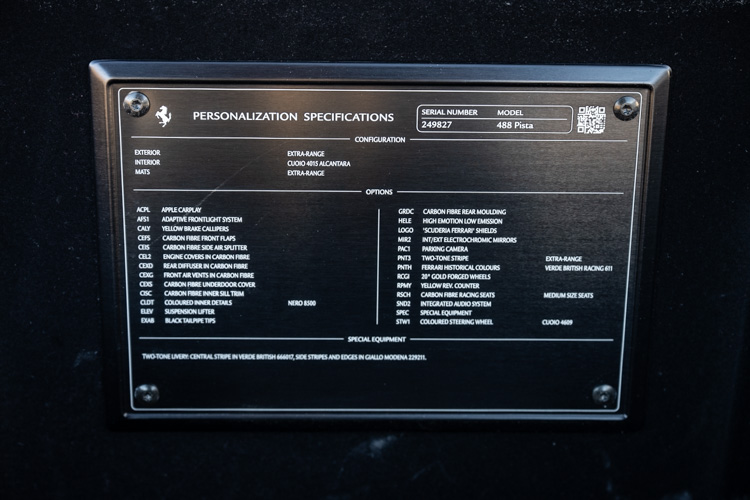 PERSONALIZATION SPECIFICATIONS
SERIAL NUMBER MODEL
249827 488 Pista
CONFIGURATION
EXTERIOR EXTRA-RANGE
INTERIOR CUOIO 4015 ALCANTARA
MATS EXTRA-RANGE
OPTIONS
ACPL APPLE CARPLAY
AFS1 ADAPTIVE FRONTLIGHT SYSTEM
CALY YELLOW BRAKE CALLIPERS
CEFS CARBON FIBRE FRONT FLAPS
CEIS CARBON FIBRE SIDE AIR SPLITTER
CEL2 ENGINE COVERS IN CARBON FIBRE
CEXD REAR DIFFUSER IN CARBON FIBRE
CEXG FRONT AIR VENTS IN CARBON FIBRE
CEXS CARBON FIBRE UNDERDOOR COVER
CISC CARBON FIBRE INNER SILL TRIM
CLDT COLOURED INNER DETAILS NERO 8500
ELEV SUSPENSION LIFTER
EXAB BLACK TAILPIPE TIPS
GRDC CARBON FIBRE REAR MOULDING
HELE HIGH EMOTION LOW EMISSION
LOGO 'SCUDERIA FERRARI' SHIELDS
MIR2 INT/EXT ELECTROCHROMIC MIRRORS
PAC1 PARKING CAMERA
PNT3 TWO-TONE STRIPE EXTRA-RANGE
PNTH FERRARI HISTORICAL COLOURS VERDE BRITISH RACING 611
RCGI 20" GOLD FORGED WHEELS
RPMY YELLOW REV. COUNTER
RSCH CARBON FIBRE RACING SEATS MEDIUM SIZE SEATS
SND2 INTEGRATED AUDIO SYSTEM
SPEC SPECIAL EQUIPMENT
STW1 COLOURED STEERING WHEEL CUOIO 4609
SPECIAL EQUIPMENT
TWO-TONE LIVERY: CENTRAL STRIPE IN VERDE BRITISH 666017, SIDE STRIPES AND EDGES IN GIALLO MODENA 229211.